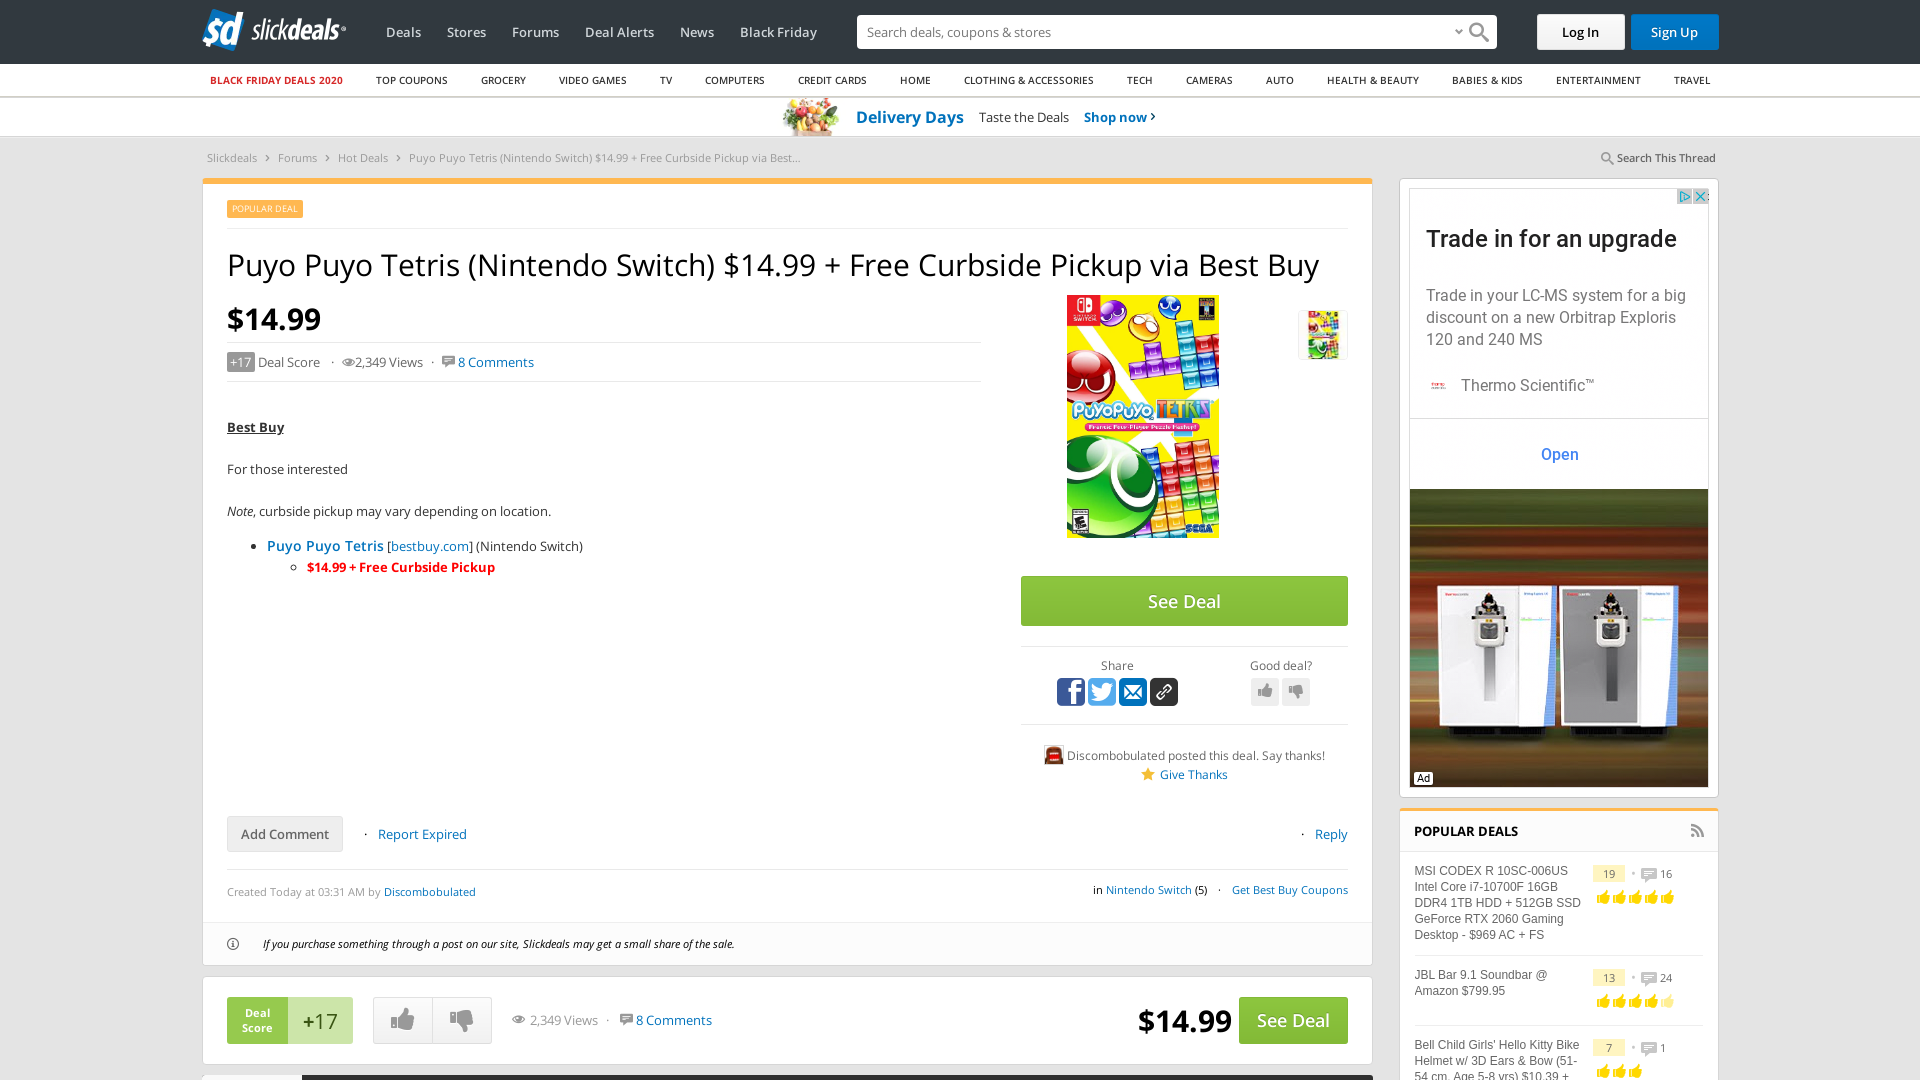 slickdeals
Deals
Stores
Forums
Deal Alerts
News
Black Friday
Search deals, coupons & stores
Log In
Sign Up
BLACK FRIDAY DEALS 2020
TOP COUPONS
GROCERY
VIDEO GAMES
TV
COMPUTERS
CREDIT CARDS
HOME
CLOTHING & ACCESSORIES
TECH
CAMERAS
AUTO
HEALTH & BEAUTY
BABIES & KIDS
ENTERTAINMENT
TRAVEL
Delivery Days
Taste the Deals
Shop now
Slickdeals
Forums
Hot Deals
Puyo Puyo Tetris (Nintendo Switch) $14.99 + Free Curbside Pickup via Best...
Search This Thread
POPULAR DEAL
Puyo Puyo Tetris (Nintendo Switch) $14.99 + Free Curbside Pickup via Best Buy
$14.99
+17 Deal Score · 2,349 Views · 8 Comments
Best Buy
For those interested
Note, curbside pickup may vary depending on location.
• Puyo Puyo Tetris [bestbuy.com] (Nintendo Switch)
$14.99 + Free Curbside Pickup
PuyoPuyo TETRIS
SEGA
See Deal
Share
Good deal?
Discombobulated posted this deal. Say thanks!
Give Thanks
Add Comment
· Report Expired
· Reply
Created Today at 03:31 AM by Discombobulated
in Nintendo Switch (5) · Get Best Buy Coupons
If you purchase something through a post on our site, Slickdeals may get a small share of the sale.
Deal
Score
+17
2,349 Views · 8 Comments
$14.99
See Deal
Trade in for an upgrade
Trade in your LC-MS system for a big
discount on a new Orbitrap Exploris
120 and 240 MS
Thermo Scientific™
Open
Ad
POPULAR DEALS
MSI CODEX R 10SC-006US
Intel Core i7-10700F 16GB
DDR4 1TB HDD + 512GB SSD
GeForce RTX 2060 Gaming
Desktop - $969 AC + FS
19 • 16
JBL Bar 9.1 Soundbar @
Amazon $799.95
13 • 24
Bell Child Girls' Hello Kitty Bike
Helmet w/ 3D Ears & Bow (51-
54 cm, Age 5-8 yrs) $10.39 +
7 • 1